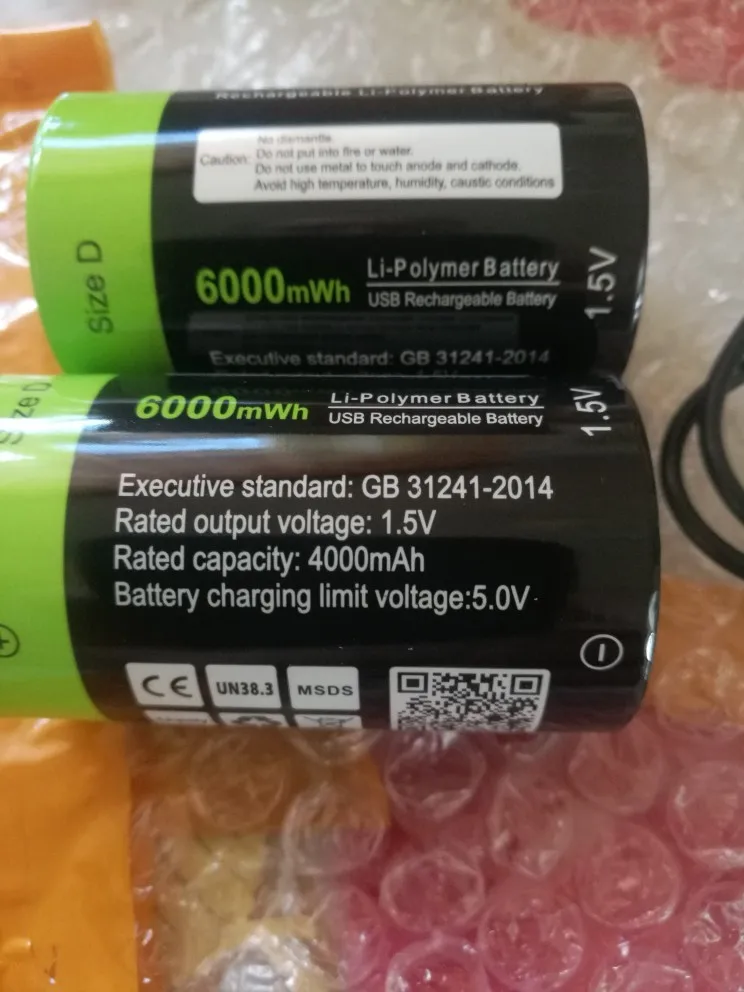 Rechargeable Li-Polymer Battery
No dismantle.
Caution: Do not put into fire or water.
Do not use metal to touch anode and cathode.
Avoid high temperature, humidity, caustic conditions
Size D
6000mWh
Li-Polymer Battery
USB Rechargeable Battery
1.5V
Executive standard: GB 31241-2014
Size D
6000mWh
Li-Polymer Battery
USB Rechargeable Battery
1.5V
Executive standard: GB 31241-2014
Rated output voltage: 1.5V
Rated capacity: 4000mAh
Battery charging limit voltage:5.0V
CE
UN38.3
MSDS